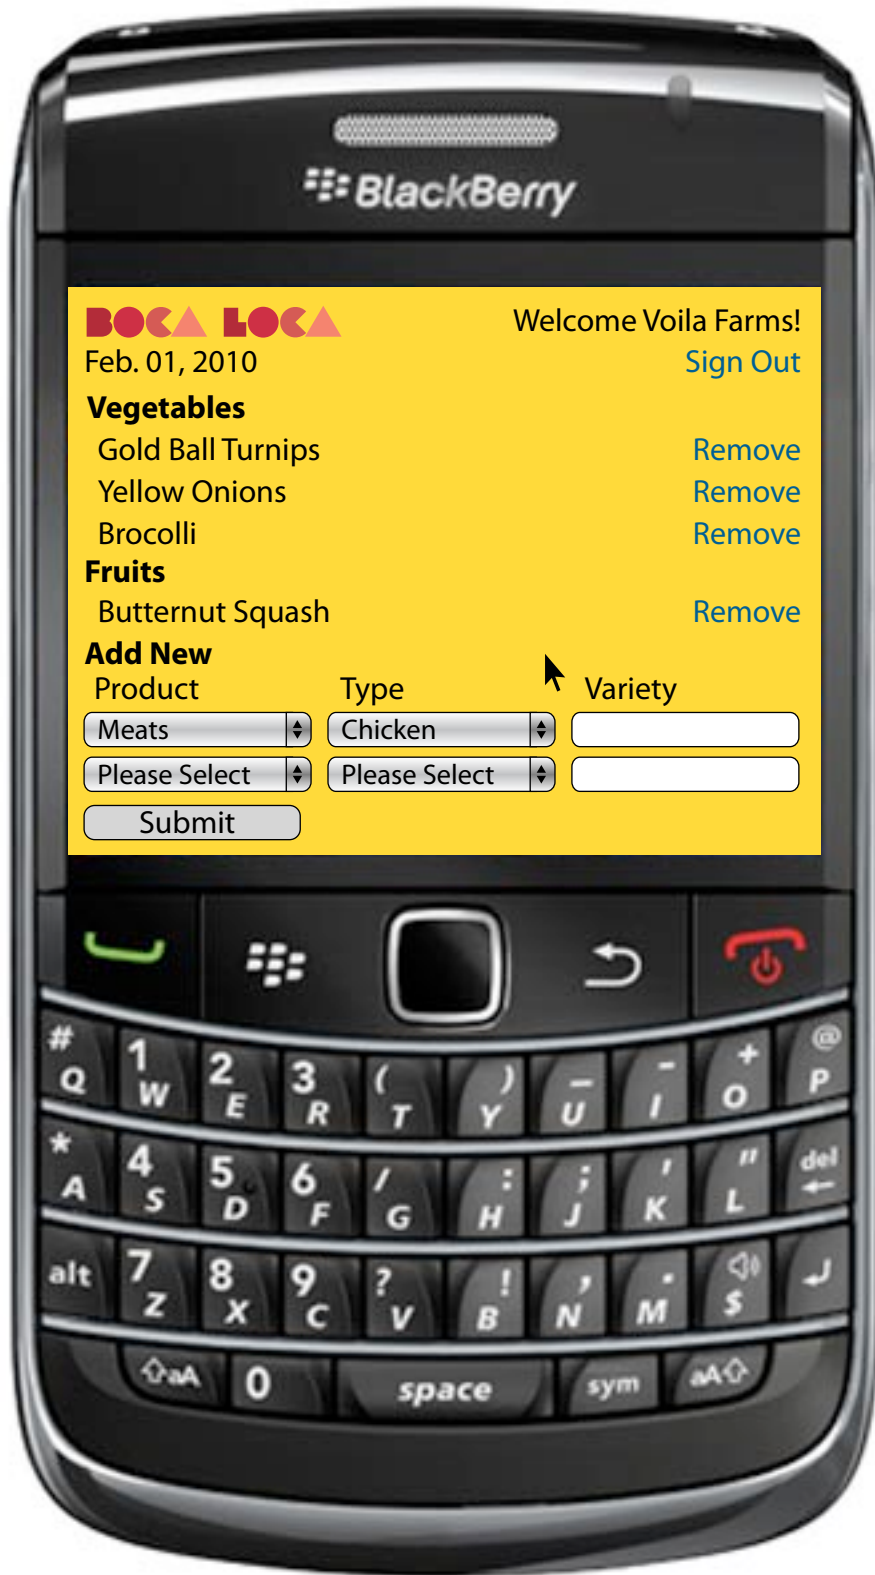 BlackBerry
BOCA LOCA Welcome Voila Farms!
Feb. 01, 2010 Sign Out
Vegetables
Gold Ball Turnips Remove
Yellow Onions Remove
Brocolli Remove
Fruits
Butternut Squash Remove
Add New
Product Type Variety
Meats Chicken
Please Select Please Select
Submit
# 1 2 3 ( ) _ - + @
Q W E R T Y U I O P
* 4 5 6 / : ; ' " del
A S D F G H J K L
alt 7 8 9 ? ! , .
Z X C V B N M $
aA 0 space sym aA